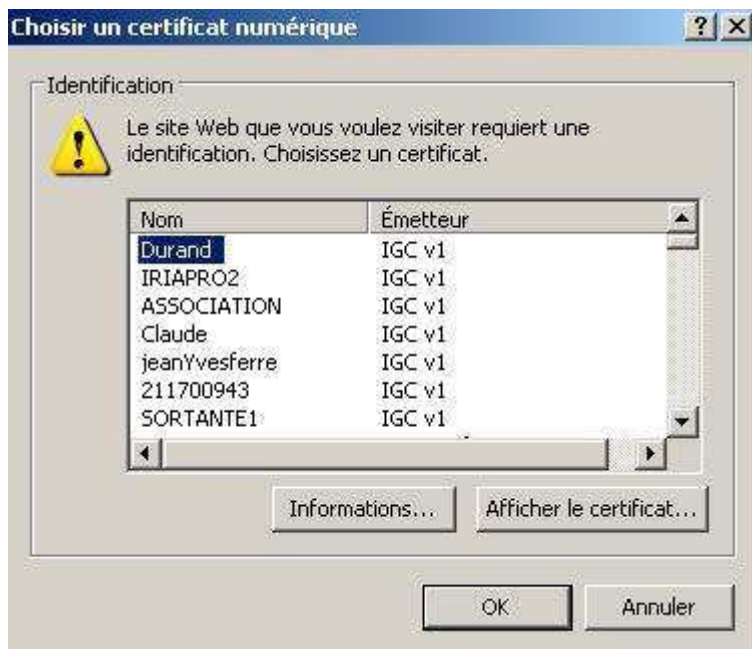 Choisir un certificat numérique
Identification
Le site Web que vous voulez visiter requiert une
identification. Choisissez un certificat.
Nom Émetteur
Durand IGC v1
IRIAPRO2 IGC v1
ASSOCIATION IGC v1
Claude IGC v1
jeanYvesferre IGC v1
211700943 IGC v1
SORTANTE1 IGC v1
Informations... Afficher le certificat...
OK Annuler